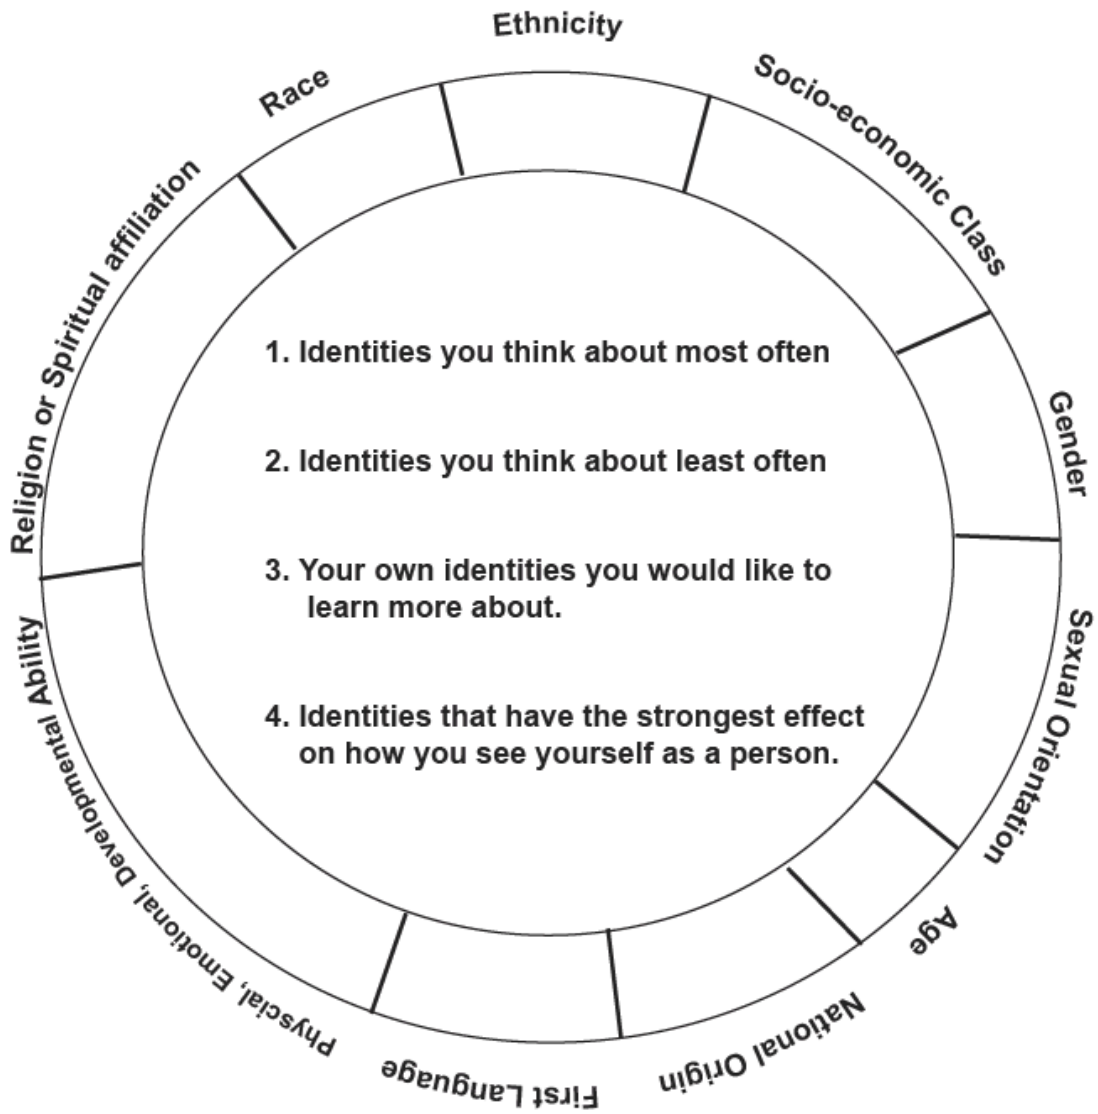 Ethnicity
Socio-economic Class
Gender
Sexual Orientation
Age
National Origin
First Language
Physcial, Emotional, Developmental Ability
Religion or Spiritual affiliation
Race
1. Identities you think about most often
2. Identities you think about least often
3. Your own identities you would like to
learn more about.
4. Identities that have the strongest effect
on how you see yourself as a person.